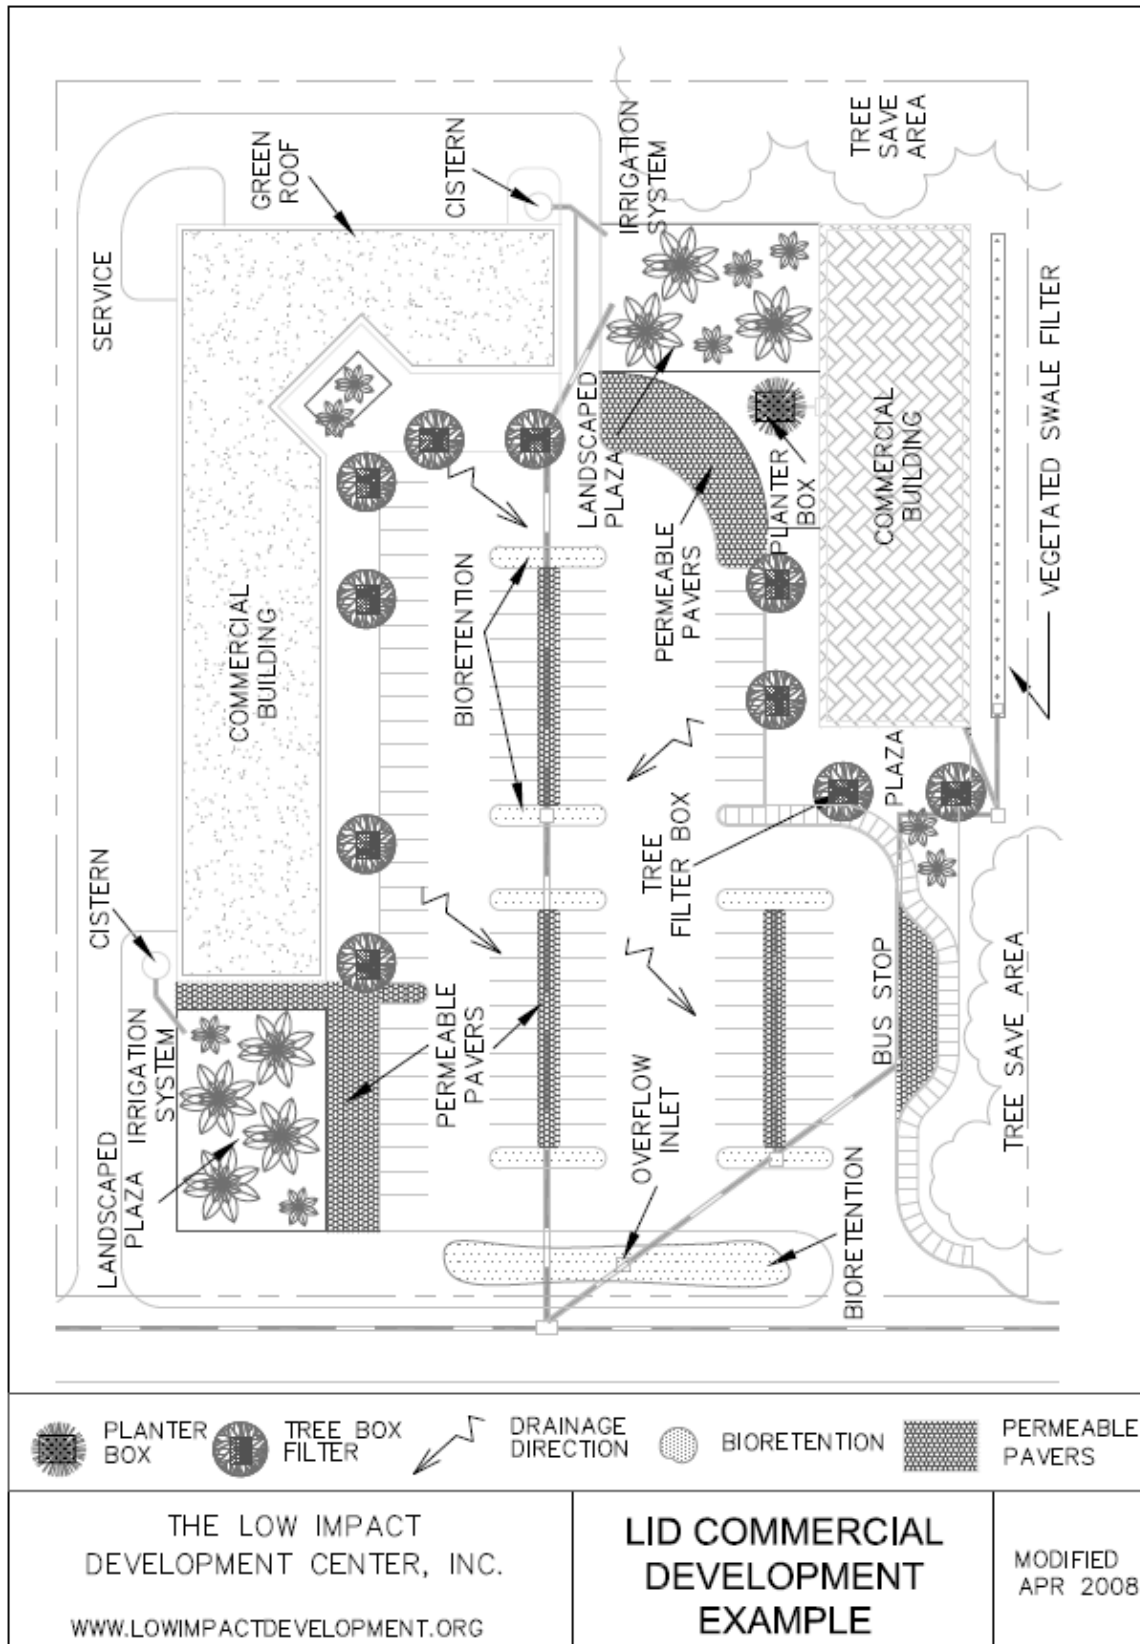 TREE
SAVE
AREA
GREEN
ROOF
CISTERN
IRRIGATION
SYSTEM
SERVICE
VEGETATED SWALE FILTER
LANDSCAPED
PLAZA
PLANTER
BOX
COMMERCIAL
BUILDING
PERMEABLE
PAVERS
BIORETENTION
COMMERCIAL
BUILDING
PLAZA
TREE
FILTER BOX
CISTERN
BUS STOP
TREE SAVE AREA
PERMEABLE
PAVERS
IRRIGATION
SYSTEM
OVERFLOW
INLET
LANDSCAPED
PLAZA
BIORETENTION
PLANTER
BOX
TREE BOX
FILTER
DRAINAGE
DIRECTION
BIORETENTION
PERMEABLE
PAVERS
THE LOW IMPACT
DEVELOPMENT CENTER, INC.
WWW.LOWIMPACTDEVELOPMENT.ORG
LID COMMERCIAL
DEVELOPMENT
EXAMPLE
MODIFIED
APR 2008